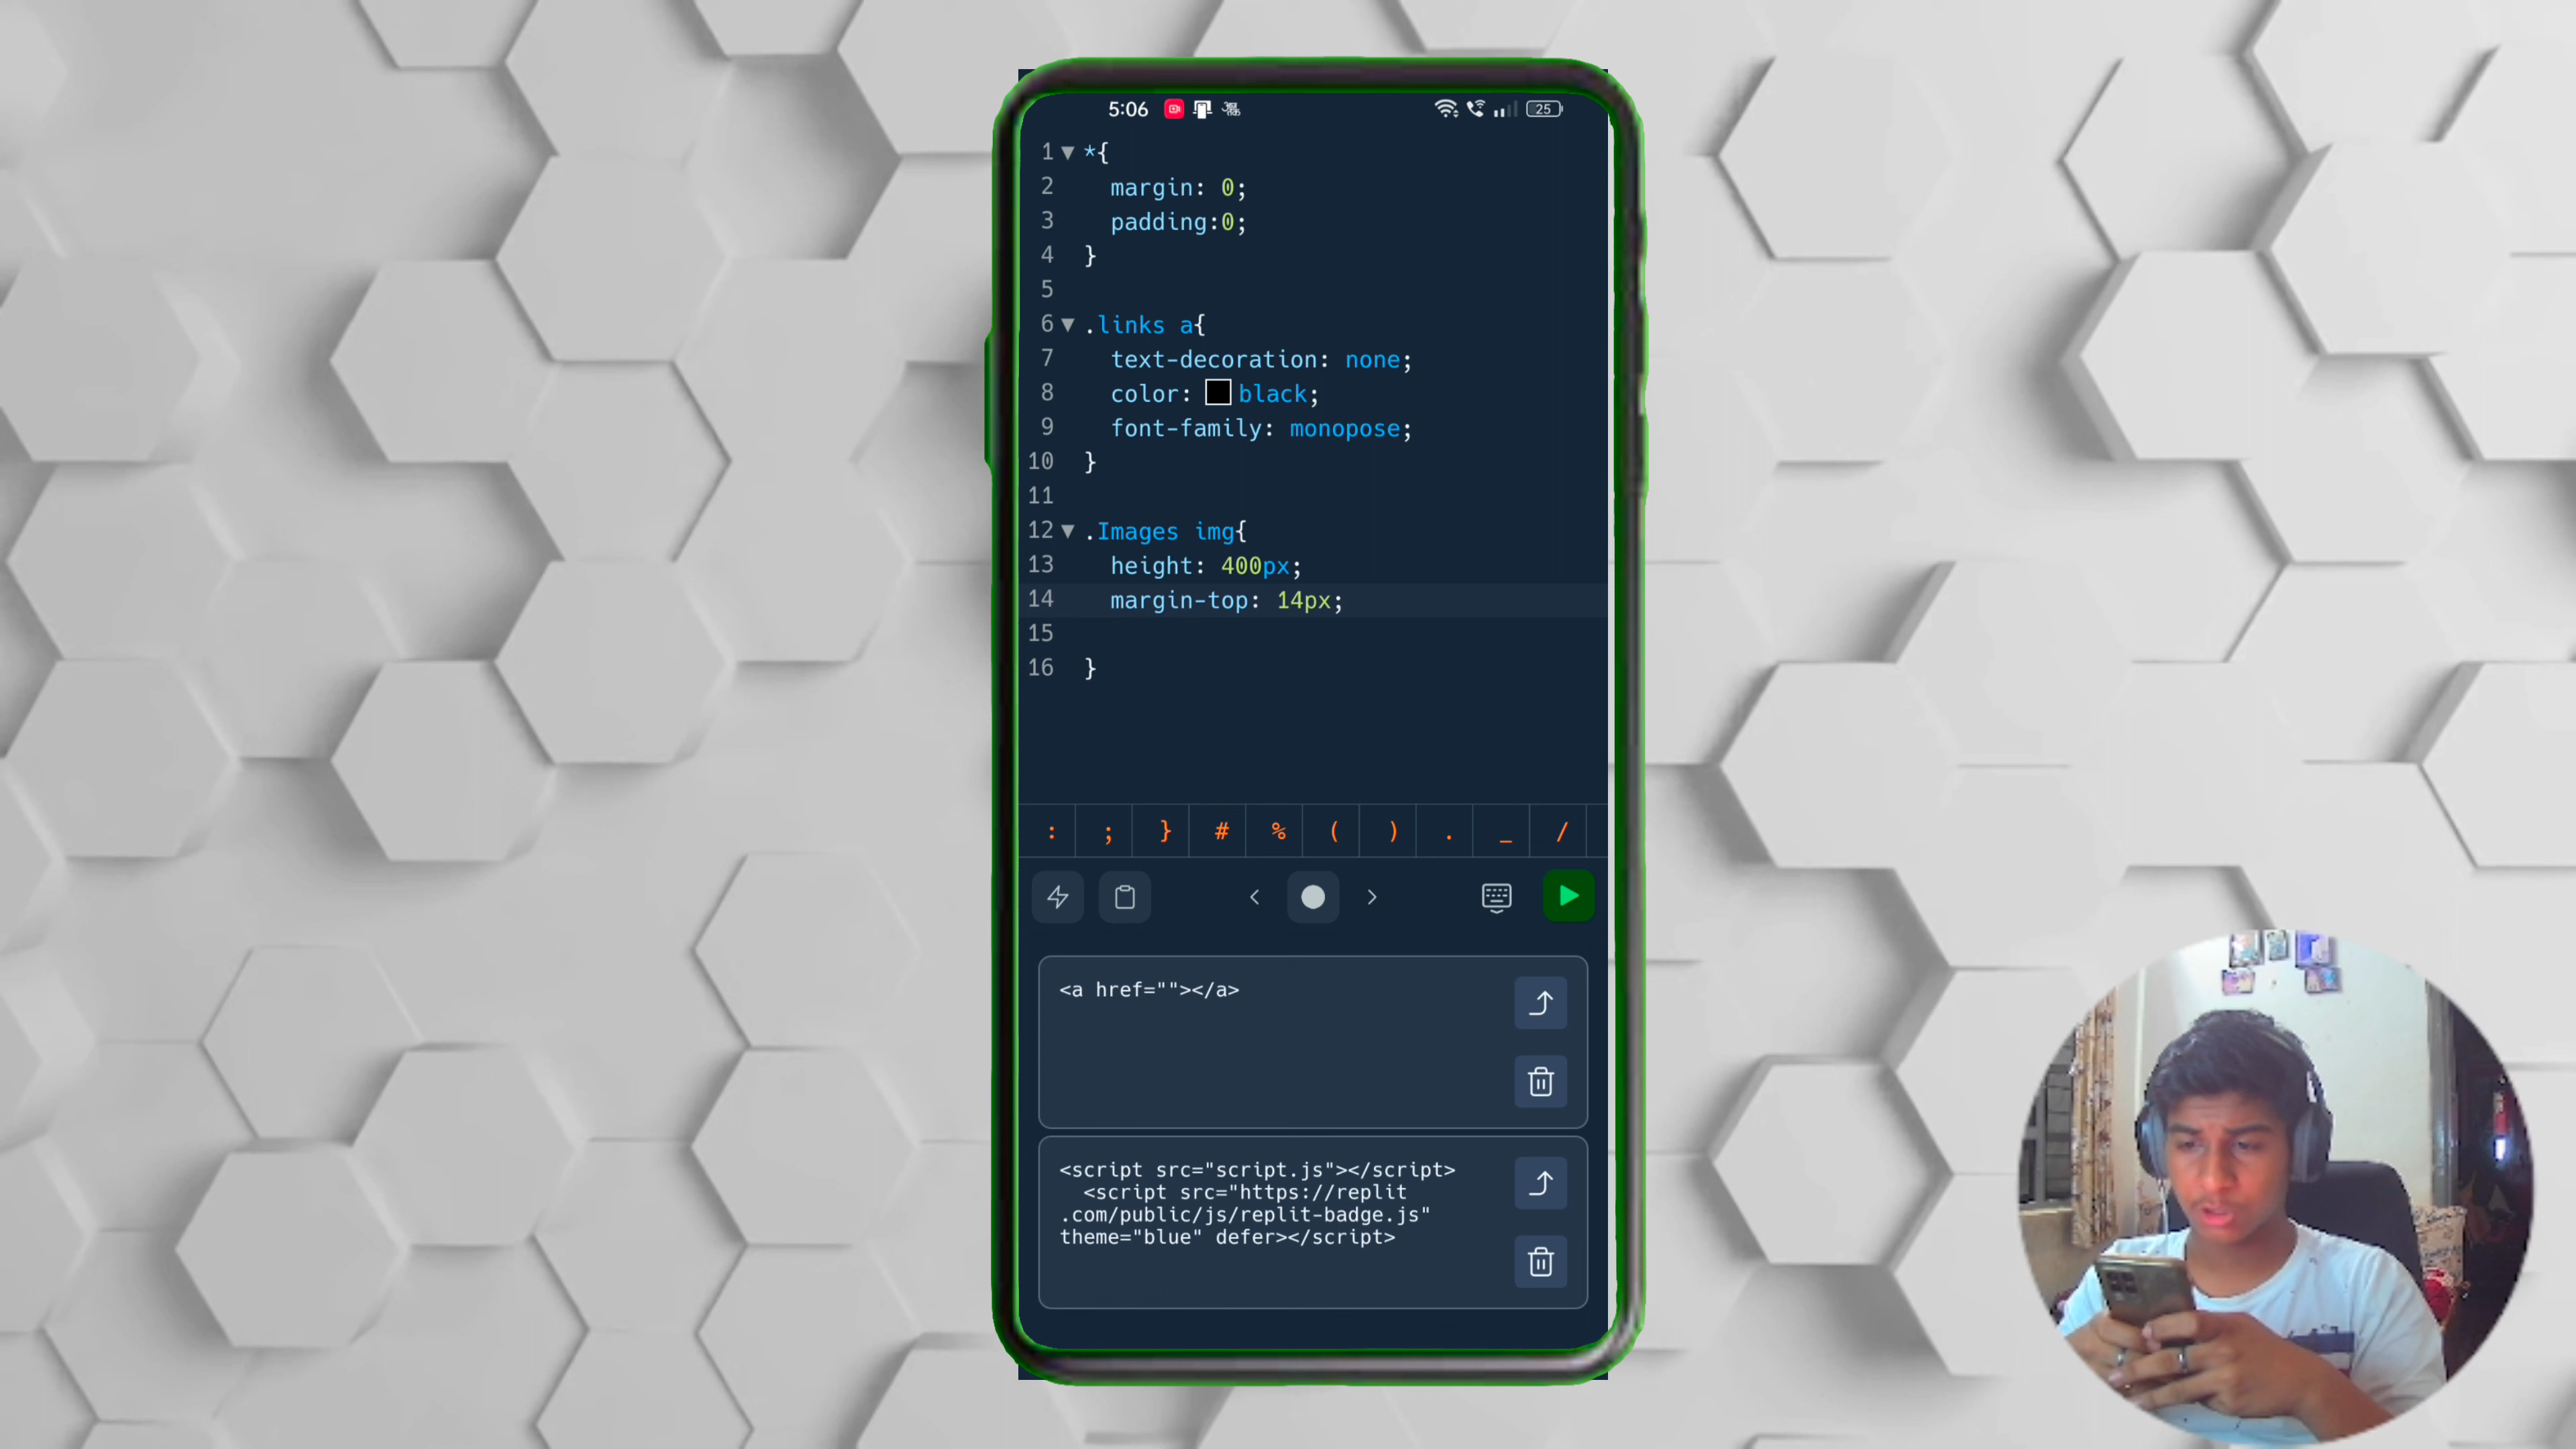 5:06 25
1 *{
2 margin: 0;
3 padding:0;
4 }
5
6 .links a{
7 text-decoration: none;
8 color: black;
9 font-family: monopose;
10 }
11
12 .Images img{
13 height: 400px;
14 margin-top: 14px;
15
16 }
: ; } # % ( ) . _ /
<a href=""></a>
<script src="script.js"></script>
<script src="https://replit
.com/public/js/replit-badge.js"
theme="blue" defer></script>